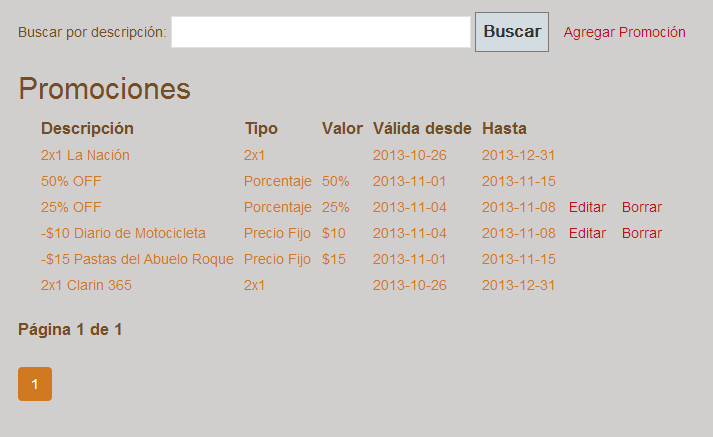 Buscar por descripción: Buscar Agregar Promoción
Promociones
Descripción Tipo Valor Válida desde Hasta
2x1 La Nación 2x1 2013-10-26 2013-12-31
50% OFF Porcentaje 50% 2013-11-01 2013-11-15
25% OFF Porcentaje 25% 2013-11-04 2013-11-08 Editar Borrar
-$10 Diario de Motocicleta Precio Fijo $10 2013-11-04 2013-11-08 Editar Borrar
-$15 Pastas del Abuelo Roque Precio Fijo $15 2013-11-01 2013-11-15
2x1 Clarin 365 2x1 2013-10-26 2013-12-31
Página 1 de 1
1